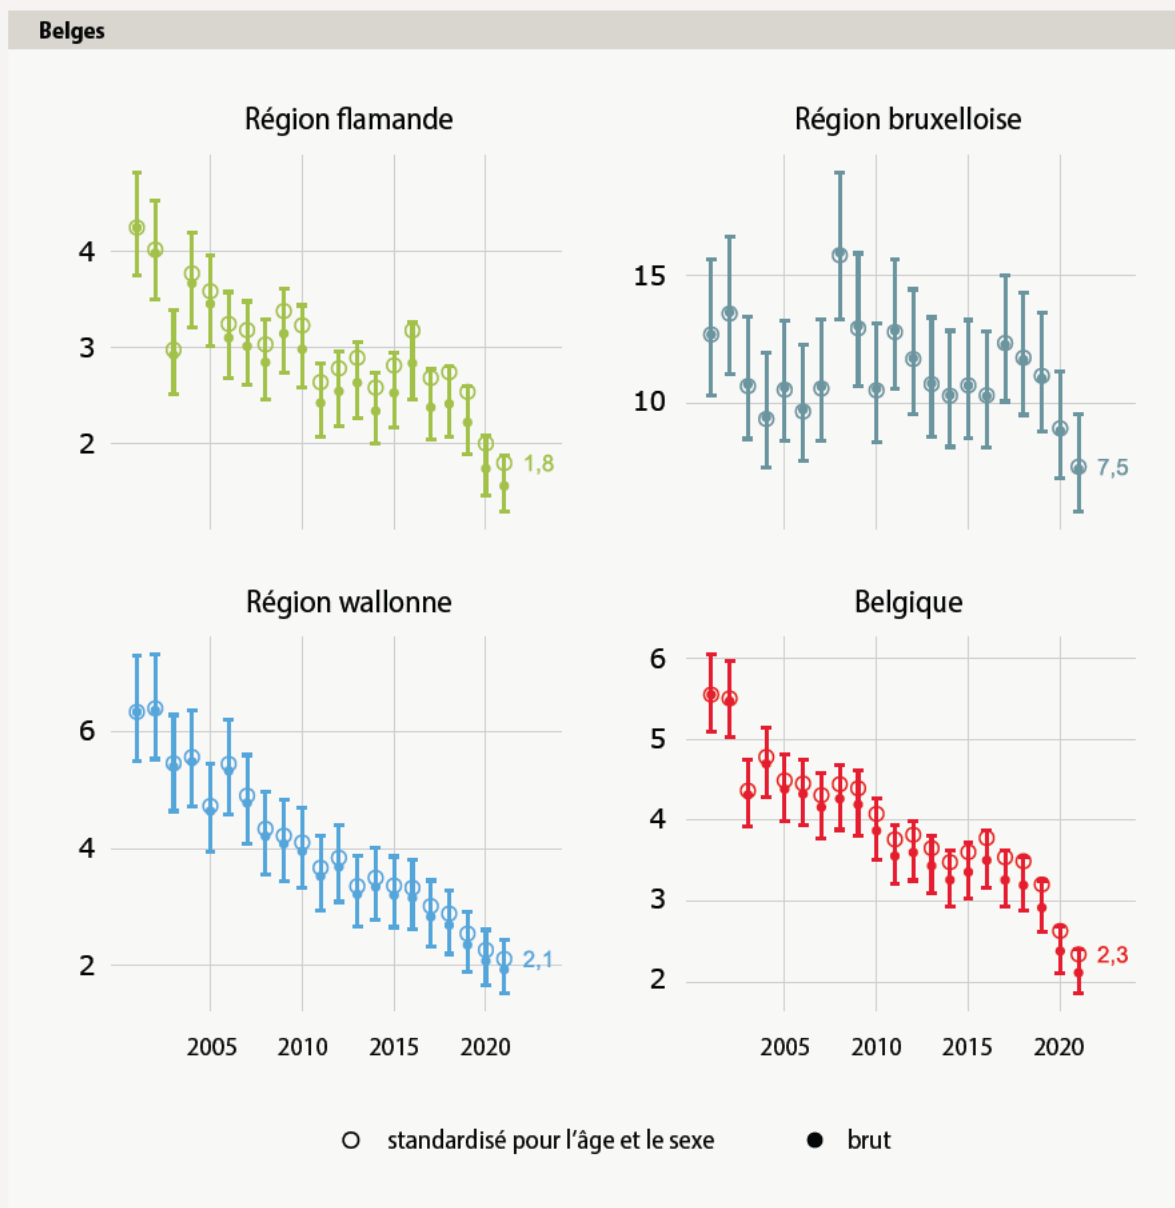 Belges
Région flamande
Région bruxelloise
4
3
2
1,8
15
10
7,5
Région wallonne
Belgique
6
4
2
2,1
6
5
4
3
2
2,3
2005 2010 2015 2020
2005 2010 2015 2020
standardisé pour l'âge et le sexe
brut